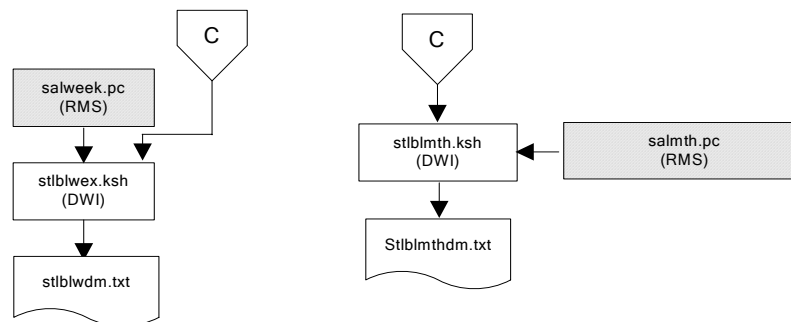 C
salweek.pc
(RMS)
stlblwex.ksh
(DWI)
stlblwdm.txt
C
stlblmth.ksh
(DWI)
salmth.pc
(RMS)
Stlblmthdm.txt